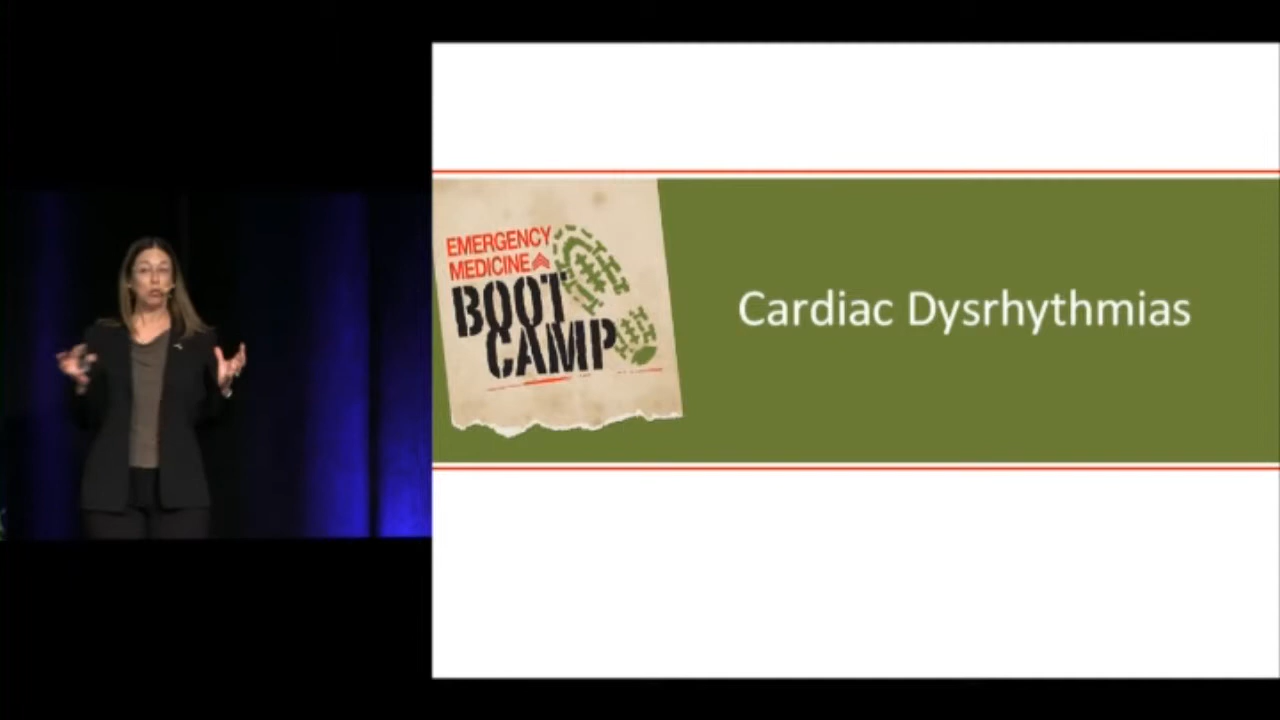 EMERGENCY
MEDICINE
BOOT
CAMP
Cardiac Dysrhythmias